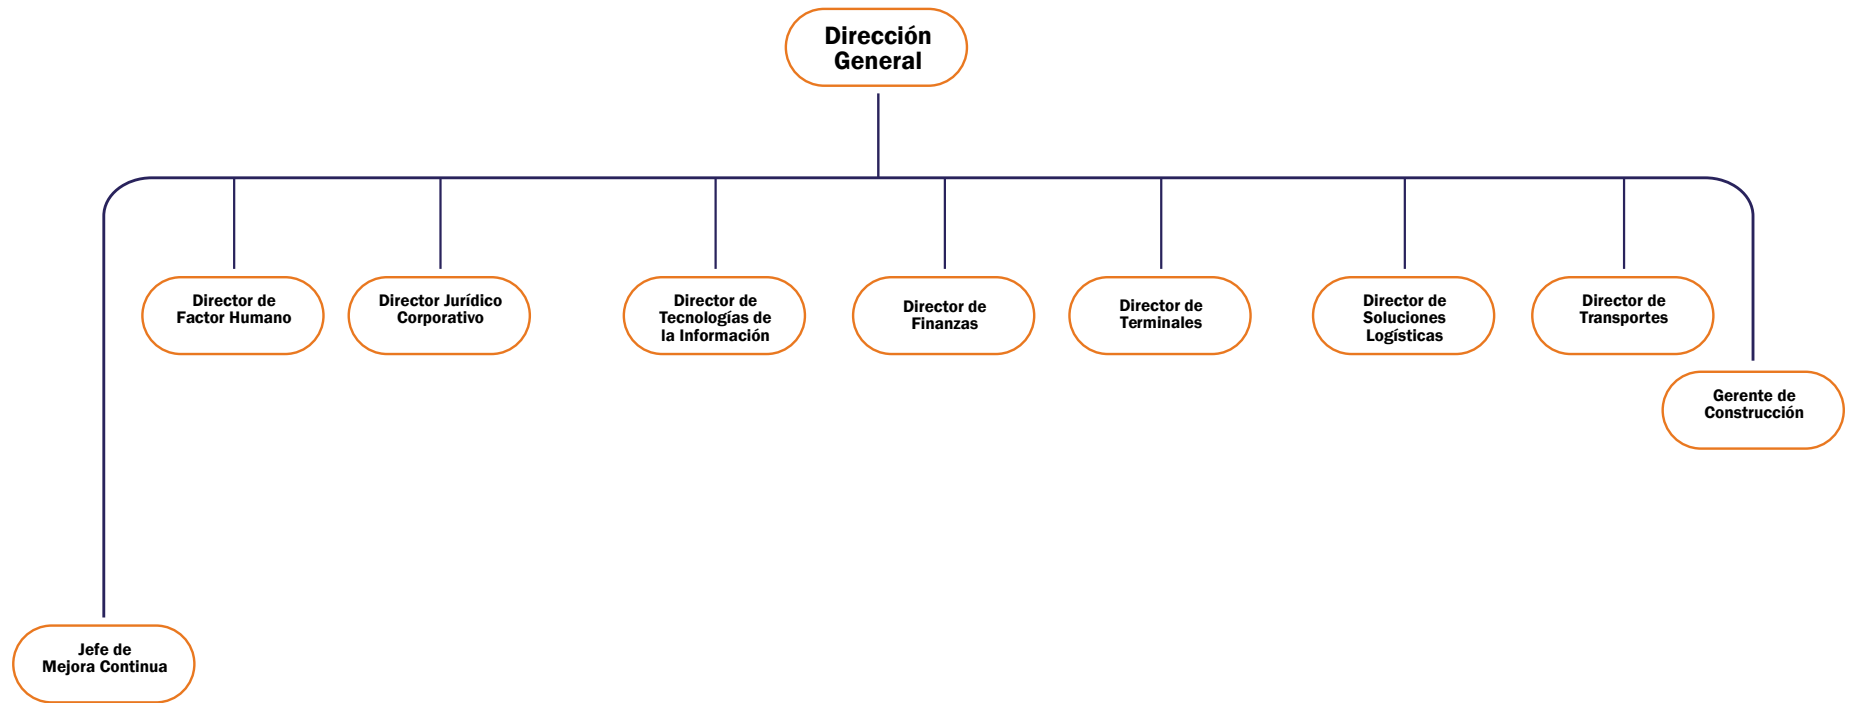 Dirección
General
Director de
Factor Humano
Director Jurídico
Corporativo
Director de
Tecnologías de
la Información
Director de
Finanzas
Director de
Terminales
Director de
Soluciones
Logísticas
Director de
Transportes
Gerente de
Construcción
Jefe de
Mejora Continua